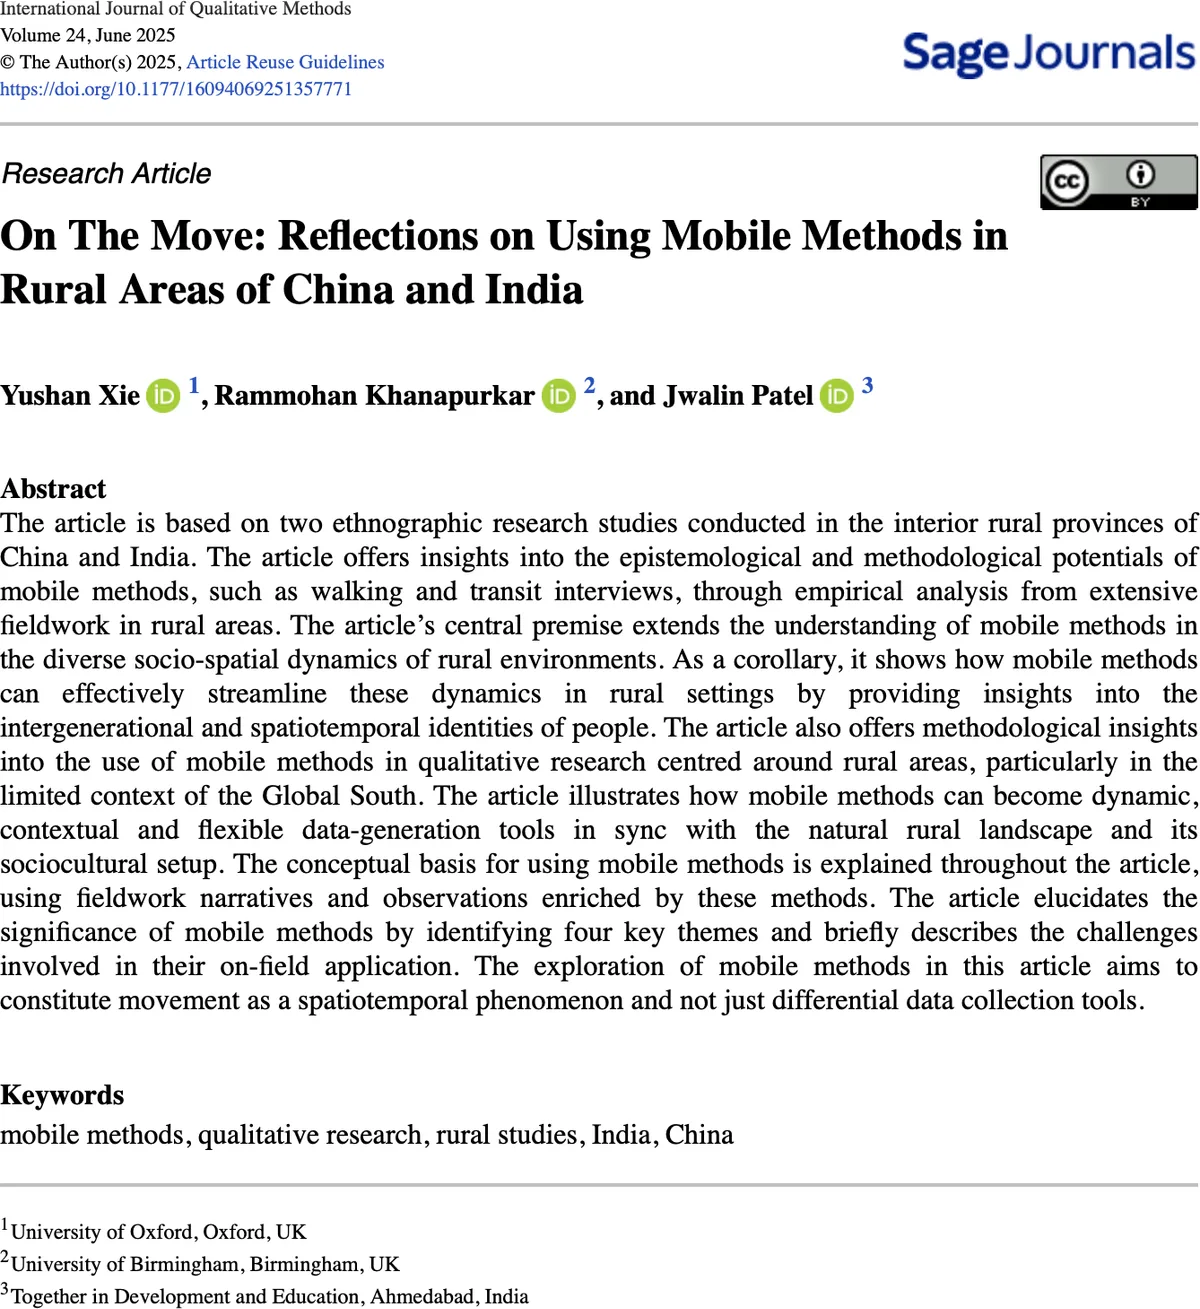 International Journal of Qualitative Methods
Volume 24, June 2025
© The Author(s) 2025, Article Reuse Guidelines
https://doi.org/10.1177/16094069251357771
Sage Journals
Research Article
cc BY
On The Move: Reflections on Using Mobile Methods in
Rural Areas of China and India
Yushan Xie iD 1, Rammohan Khanapurkar iD 2, and Jwalin Patel iD 3
Abstract
The article is based on two ethnographic research studies conducted in the interior rural provinces of
China and India. The article offers insights into the epistemological and methodological potentials of
mobile methods, such as walking and transit interviews, through empirical analysis from extensive
fieldwork in rural areas. The article’s central premise extends the understanding of mobile methods in
the diverse socio-spatial dynamics of rural environments. As a corollary, it shows how mobile methods
can effectively streamline these dynamics in rural settings by providing insights into the
intergenerational and spatiotemporal identities of people. The article also offers methodological insights
into the use of mobile methods in qualitative research centred around rural areas, particularly in the
limited context of the Global South. The article illustrates how mobile methods can become dynamic,
contextual and flexible data-generation tools in sync with the natural rural landscape and its
sociocultural setup. The conceptual basis for using mobile methods is explained throughout the article,
using fieldwork narratives and observations enriched by these methods. The article elucidates the
significance of mobile methods by identifying four key themes and briefly describes the challenges
involved in their on-field application. The exploration of mobile methods in this article aims to
constitute movement as a spatiotemporal phenomenon and not just differential data collection tools.
Keywords
mobile methods, qualitative research, rural studies, India, China
1University of Oxford, Oxford, UK
2University of Birmingham, Birmingham, UK
3Together in Development and Education, Ahmedabad, India